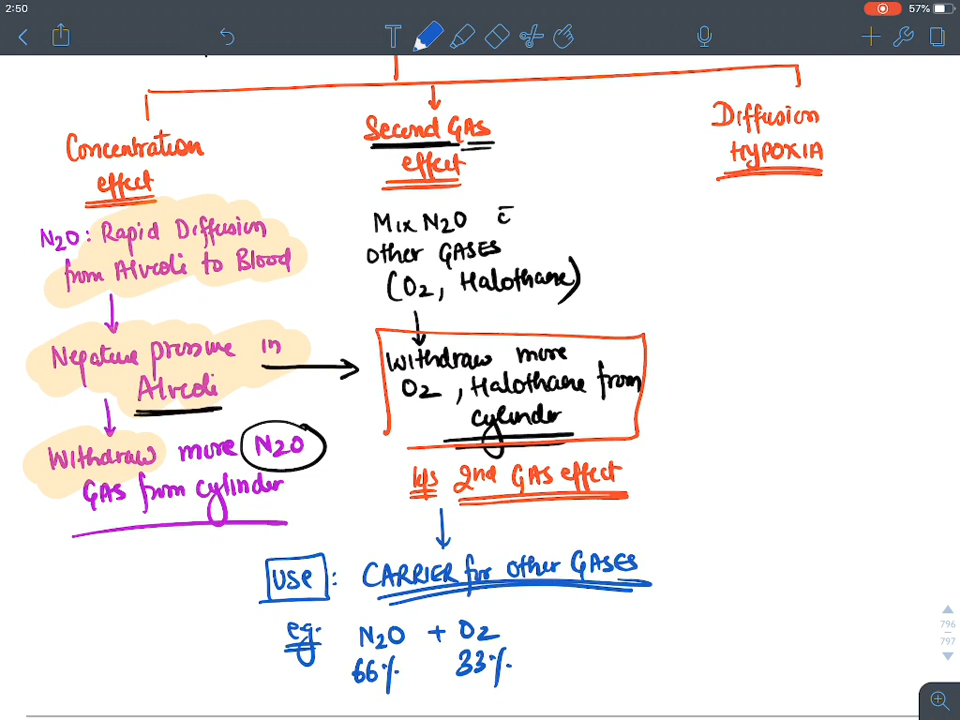 2:50
57%
T
Concentration
effect
N2O: Rapid Diffusion
from Alveoli to Blood
Negative pressure in
Alveoli
Withdraw more N2O
GAS from cylinder
Second GAS
effect
Mix N2O c̄
other GASES
(O2, Halothane)
Withdraw more
O2, Halothane from
cylinder
k/s 2nd GAS effect
USE: CARRIER for other GASES
eg. N2O + O2
66% 33%
Diffusion
HYPOXIA
796
797